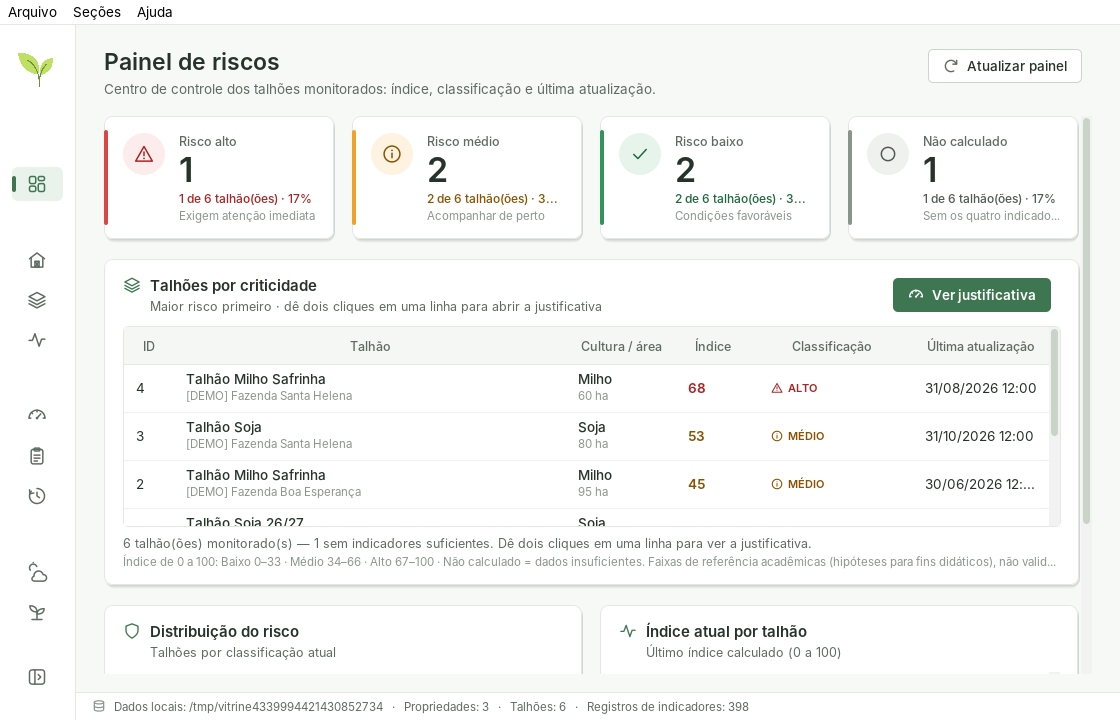 Arquivo Seções Ajuda
Painel de riscos
Centro de controle dos talhões monitorados: índice, classificação e última atualização.
Atualizar painel
Risco alto
1
1 de 6 talhão(ões) · 17%
Exigem atenção imediata
Risco médio
2
2 de 6 talhão(ões) · 3...
Acompanhar de perto
Risco baixo
2
2 de 6 talhão(ões) · 3...
Condições favoráveis
Não calculado
1
1 de 6 talhão(ões) · 17%
Sem os quatro indicado...
Talhões por criticidade
Maior risco primeiro · dê dois cliques em uma linha para abrir a justificativa
Ver justificativa
ID Talhão Cultura / área Índice Classificação Última atualização
4 Talhão Milho Safrinha Milho 68 ALTO 31/08/2026 12:00
[DEMO] Fazenda Santa Helena 60 ha
3 Talhão Soja Soja 53 MÉDIO 31/10/2026 12:00
[DEMO] Fazenda Santa Helena 80 ha
2 Talhão Milho Safrinha Milho 45 MÉDIO 30/06/2026 12:...
[DEMO] Fazenda Boa Esperança 95 ha
Talhão Soja 26/27 Soja
6 talhão(ões) monitorado(s) — 1 sem indicadores suficientes. Dê dois cliques em uma linha para ver a justificativa.
Índice de 0 a 100: Baixo 0–33 · Médio 34–66 · Alto 67–100 · Não calculado = dados insuficientes. Faixas de referência acadêmicas (hipóteses para fins didáticos), não valid...
Distribuição do risco
Talhões por classificação atual
Índice atual por talhão
Último índice calculado (0 a 100)
Dados locais: /tmp/vitrine4339994421430852734 · Propriedades: 3 · Talhões: 6 · Registros de indicadores: 398